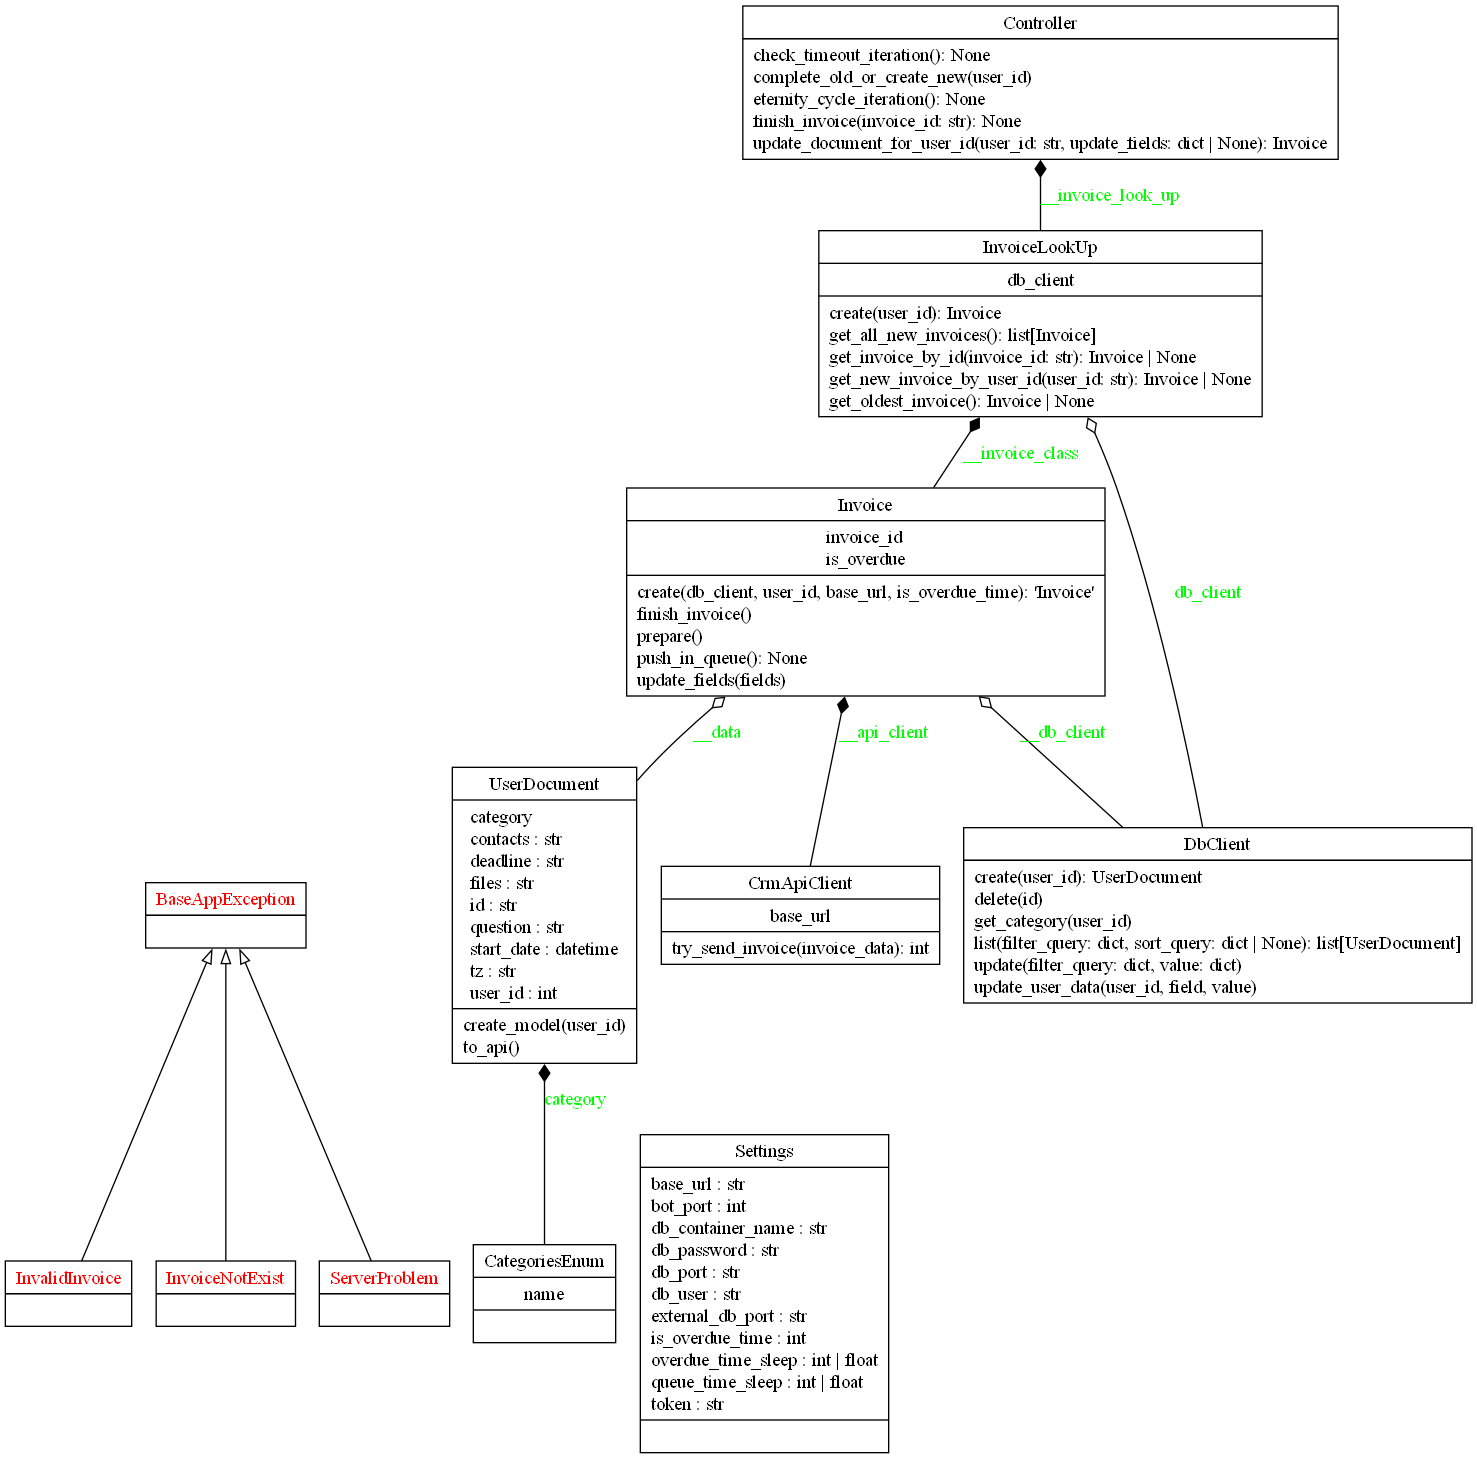 Controller
check_timeout_iteration(): None
complete_old_or_create_new(user_id)
eternity_cycle_iteration(): None
finish_invoice(invoice_id: str): None
update_document_for_user_id(user_id: str, update_fields: dict | None): Invoice
__invoice_look_up
InvoiceLookUp
db_client
create(user_id): Invoice
get_all_new_invoices(): list[Invoice]
get_invoice_by_id(invoice_id: str): Invoice | None
get_new_invoice_by_user_id(user_id: str): Invoice | None
get_oldest_invoice(): Invoice | None
__invoice_class
Invoice
invoice_id
is_overdue
create(db_client, user_id, base_url, is_overdue_time): 'Invoice'
finish_invoice()
prepare()
push_in_queue(): None
update_fields(fields)
db_client
__data
__api_client
__db_client
UserDocument
category
contacts : str
deadline : str
files : str
id : str
question : str
start_date : datetime
tz : str
user_id : int
create_model(user_id)
to_api()
CrmApiClient
base_url
try_send_invoice(invoice_data): int
DbClient
create(user_id): UserDocument
delete(id)
get_category(user_id)
list(filter_query: dict, sort_query: dict | None): list[UserDocument]
update(filter_query: dict, value: dict)
update_user_data(user_id, field, value)
BaseAppException
category
InvalidInvoice
InvoiceNotExist
ServerProblem
CategoriesEnum
name
Settings
base_url : str
bot_port : int
db_container_name : str
db_password : str
db_port : str
db_user : str
external_db_port : str
is_overdue_time : int
overdue_time_sleep : int | float
queue_time_sleep : int | float
token : str